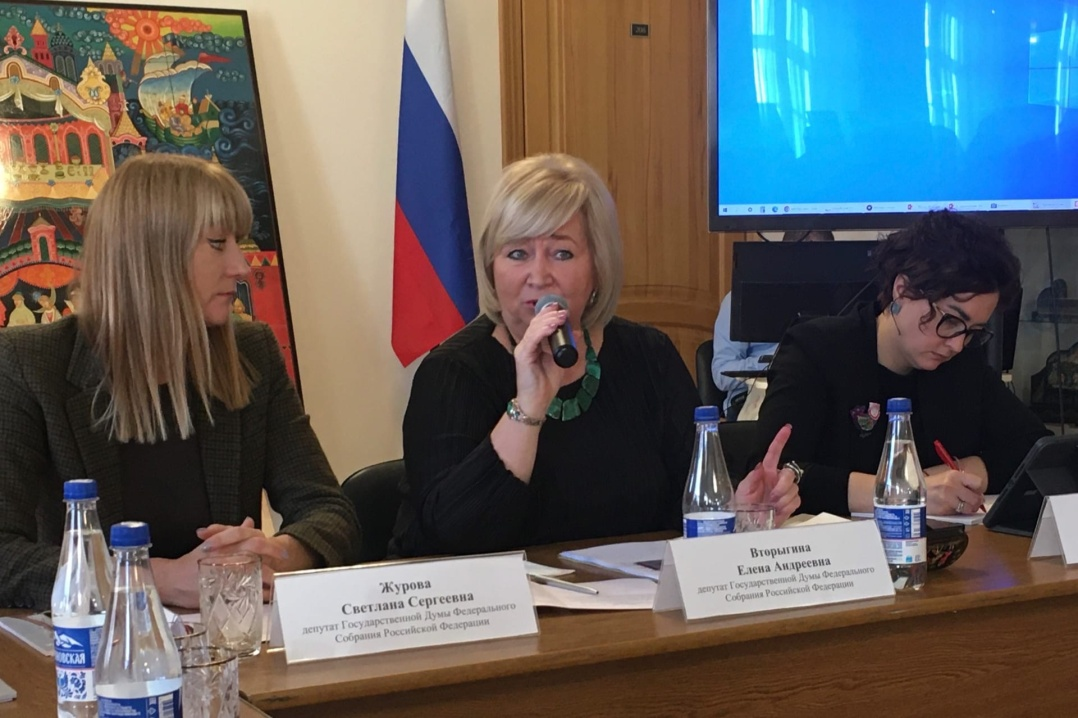 Журова
Светлана Сергеевна
депутат Государственной Думы Федерального
Собрания Российской Федерации
Вторыгина
Елена Андреевна
депутат Государственной Думы Федерального
Собрания Российской Федерации